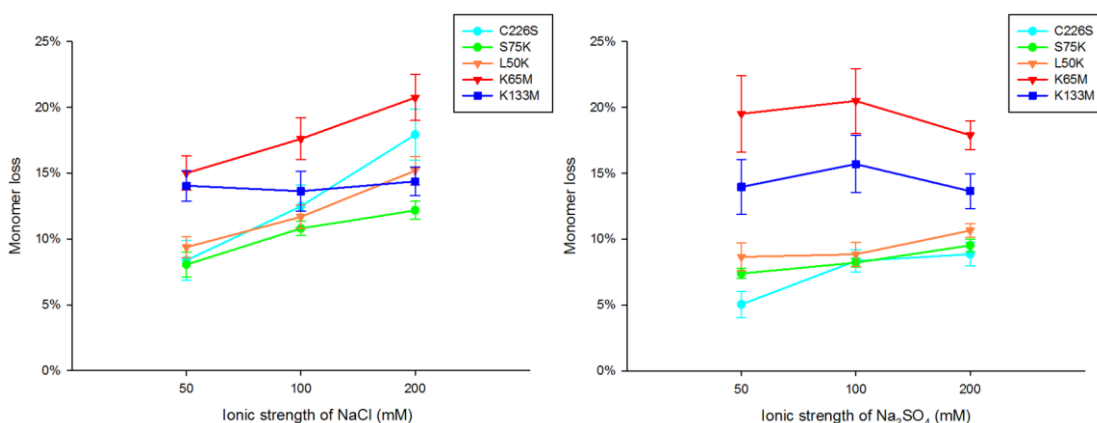 C226S
S75K
L50K
K65M
K133M
25%
20%
15%
10%
5%
0%
Monomer loss
50
100
200
Ionic strength of NaCl (mM)
C226S
S75K
L50K
K65M
K133M
25%
20%
15%
10%
5%
0%
Monomer loss
50
100
200
Ionic strength of Na₂SO₄ (mM)